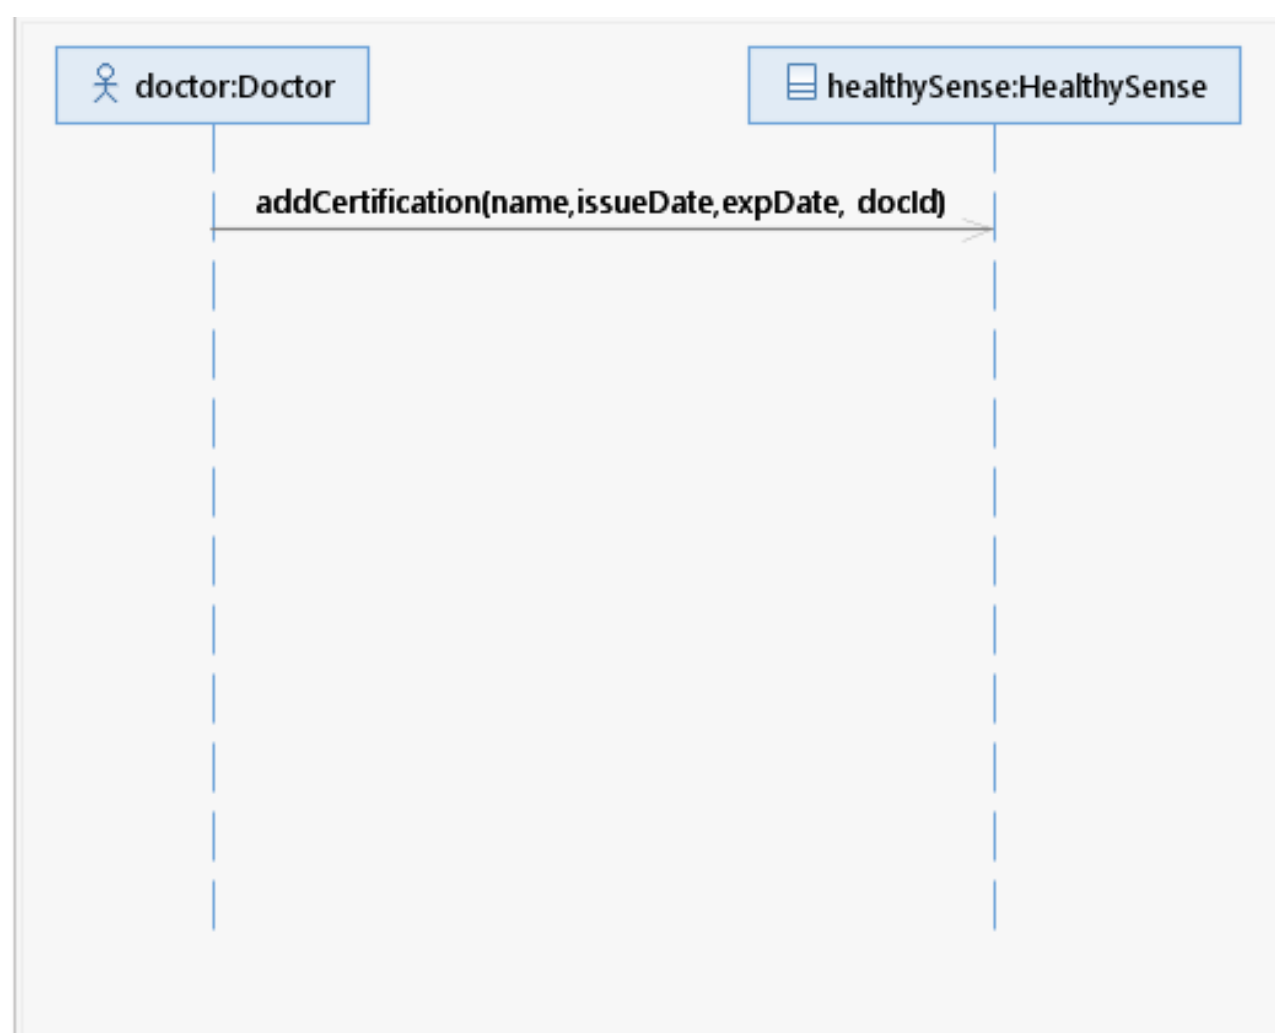 doctor:Doctor
healthySense:HealthySense
addCertification(name,issueDate,expDate, docId)